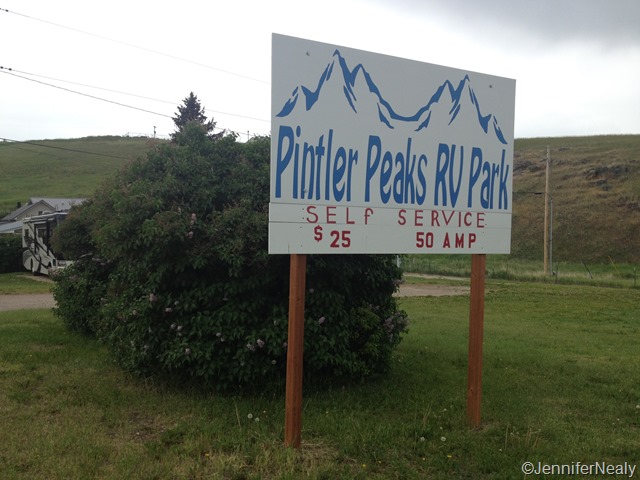 Pintler Peaks RV Park
SELF SERVICE
$25 50 AMP
©JenniferNealy